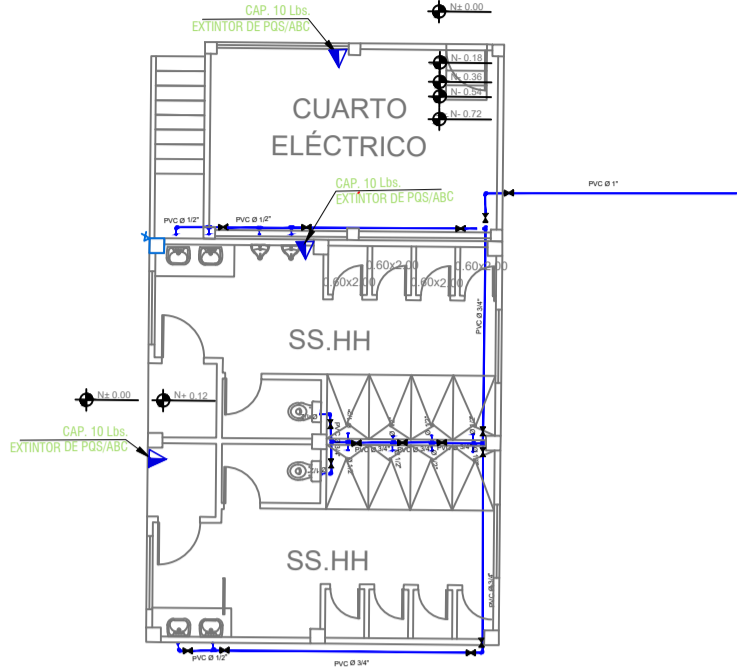 CAP, 10 Lbs.
EXTINTOR DE PQS/ABC
N± 0.00
N- 0.18
N- 0.36
N- 0.54
N- 0.72
CUARTO
ELÉCTRICO
CAP, 10 Lbs.
EXTINTOR DE PQS/ABC
PVC Ø 1"
PVC Ø 1/2"
PVC Ø 1/2"
0.60x2.00
0.60x2.00
0.60x2.00
0.60x2.00
PVC Ø 3/4"
SS.HH
N± 0.00
N+ 0.12
CAP, 10 Lbs.
EXTINTOR DE PQS/ABC
PVC Ø 3/4"
PVC Ø 3/4"
PVC Ø 3/4"
SS.HH
PVC Ø 3/4"
PVC Ø 1/2"
PVC Ø 3/4"